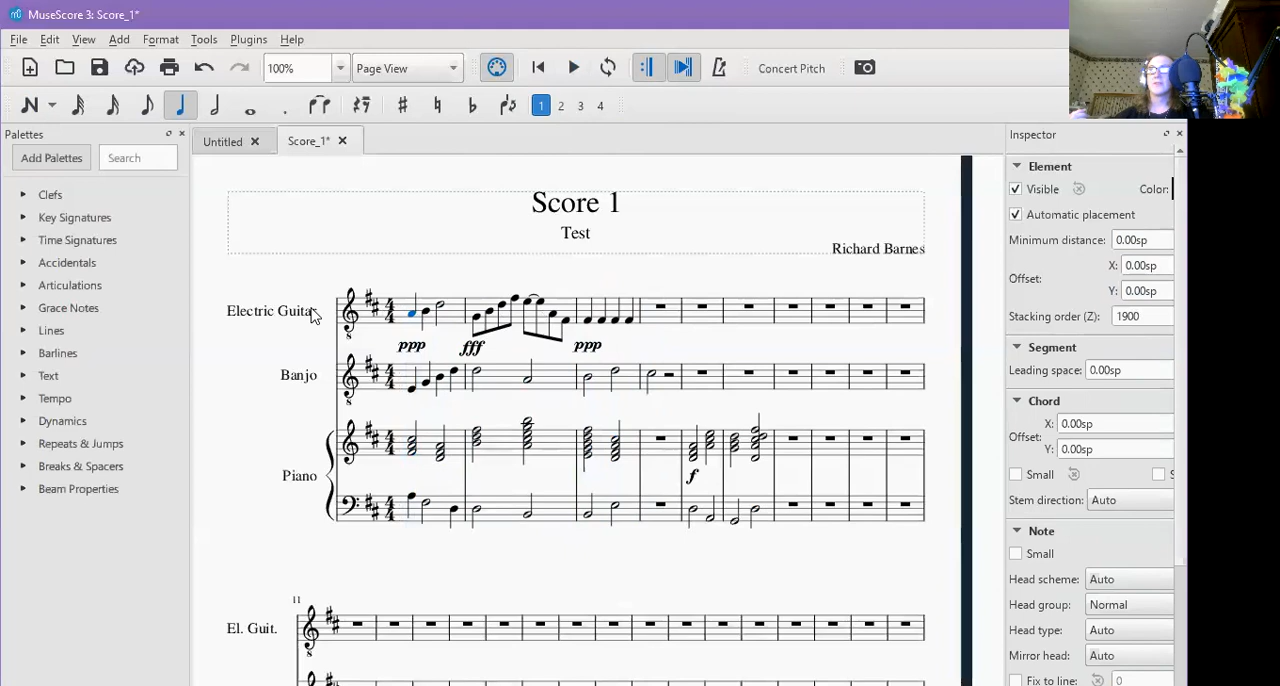 MuseScore 3: Score_1*
File Edit View Add Format Tools Plugins Help
100% Page View Concert Pitch
1 2 3 4
Palettes
Untitled Score_1*
Inspector
Add Palettes Search
Clefs
Key Signatures
Time Signatures
Accidentals
Articulations
Grace Notes
Lines
Barlines
Text
Tempo
Dynamics
Repeats & Jumps
Breaks & Spacers
Beam Properties
Score 1
Test
Richard Barnes
Electric Guitar
ppp fff ppp
Banjo
Piano
f
11
El. Guit.
Element
Visible Color:
Automatic placement
Minimum distance: 0.00sp
Offset:
X: 0.00sp
Y: 0.00sp
Stacking order (Z): 1900
Segment
Leading space: 0.00sp
Chord
Offset:
X: 0.00sp
Y: 0.00sp
Small S
Stem direction: Auto
Note
Small
Head scheme: Auto
Head group: Normal
Head type: Auto
Mirror head: Auto
Fix to line: 0